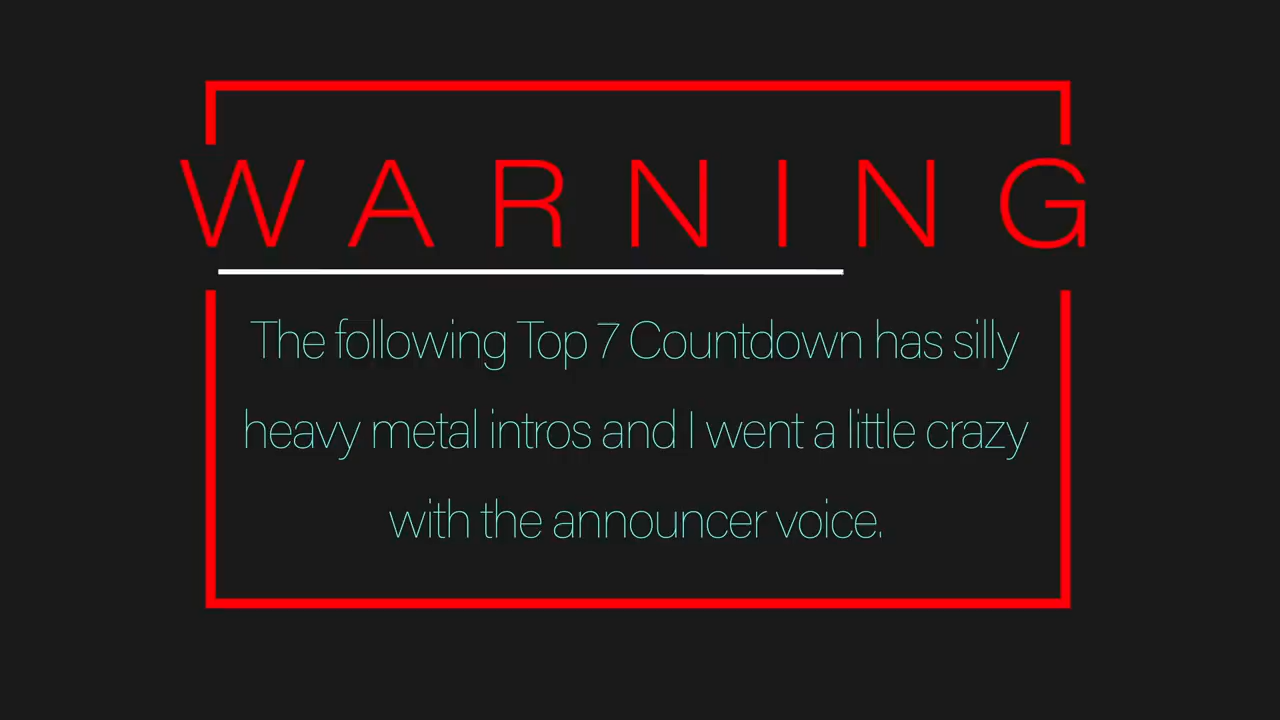 WARNING
The following Top 7 Countdown has silly
heavy metal intros and I went a little crazy
with the announcer voice.